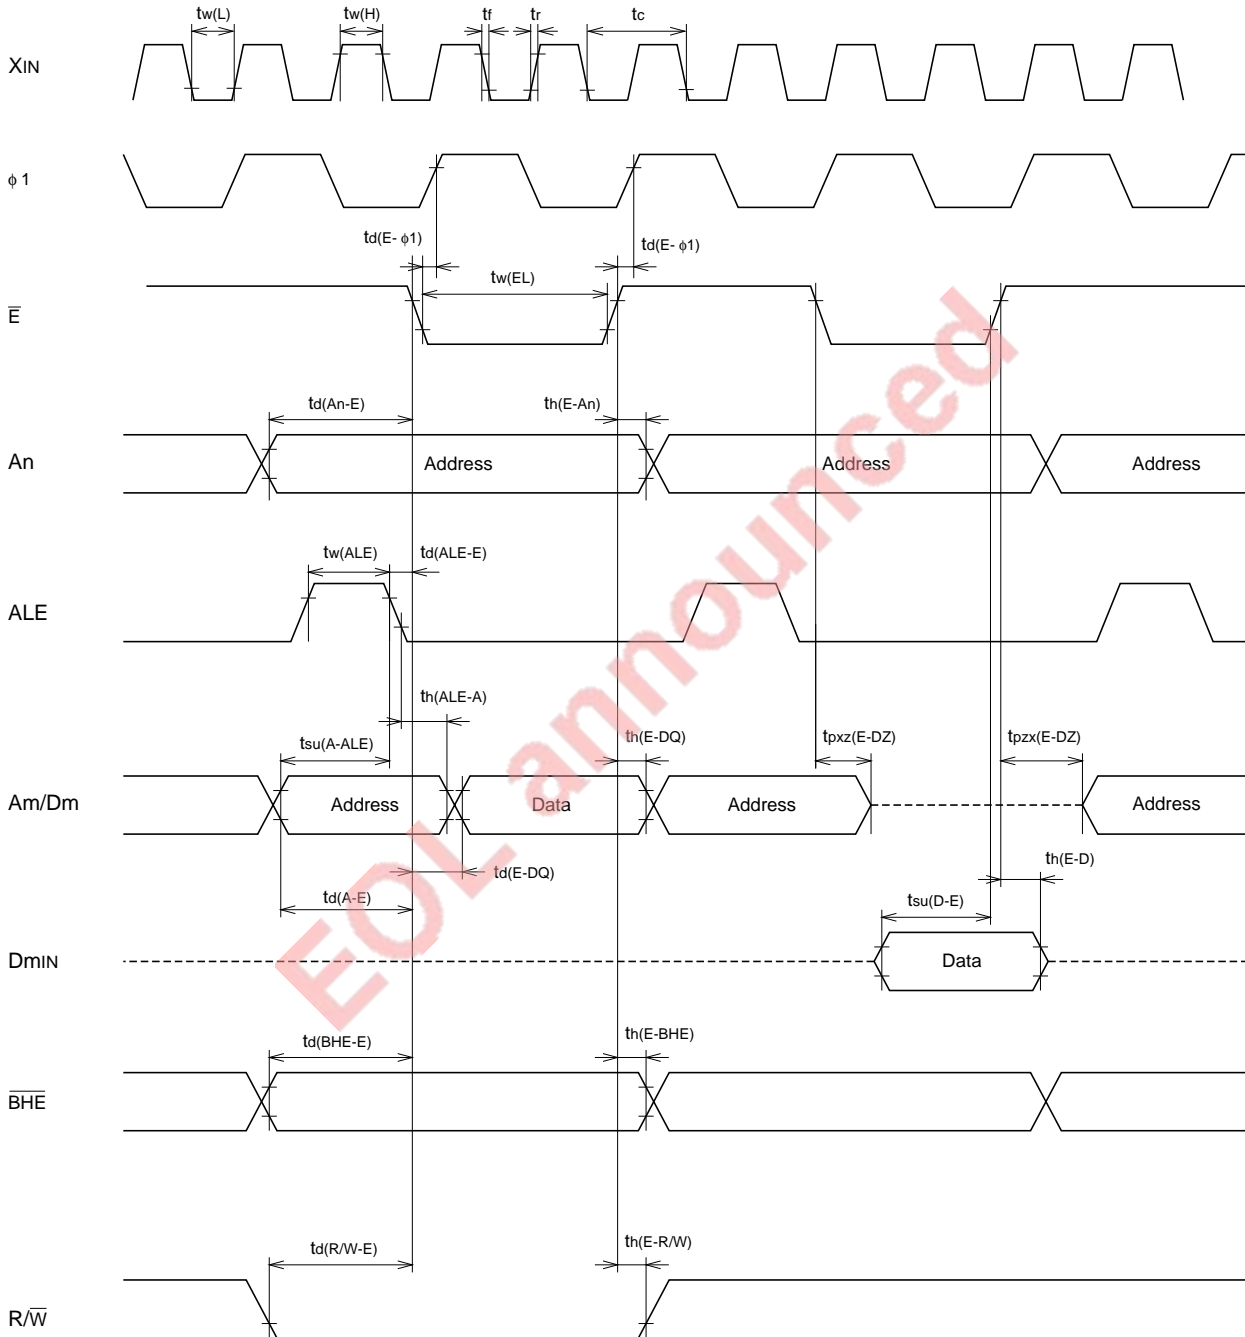 tw(L) tw(H) tf tr tc
XIN
ϕ 1
td(E- ϕ1) td(E- ϕ1)
tw(EL)
E̅
td(An-E) th(E-An)
An Address Address Address
tw(ALE) td(ALE-E)
ALE
th(ALE-A)
tsu(A-ALE) th(E-DQ) tpxz(E-DZ) tpzx(E-DZ)
Am/Dm Address Data Address Address
td(E-DQ) th(E-D)
td(A-E) tsu(D-E)
DmIN Data
td(BHE-E) th(E-BHE)
B̅H̅E̅
td(R/W-E) th(E-R/W)
R/W̅
EOL announced